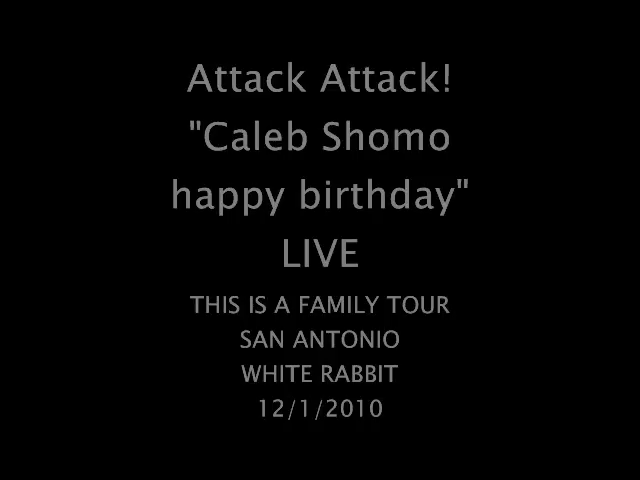 Attack Attack!
"Caleb Shomo
happy birthday"
LIVE
THIS IS A FAMILY TOUR
SAN ANTONIO
WHITE RABBIT
12/1/2010